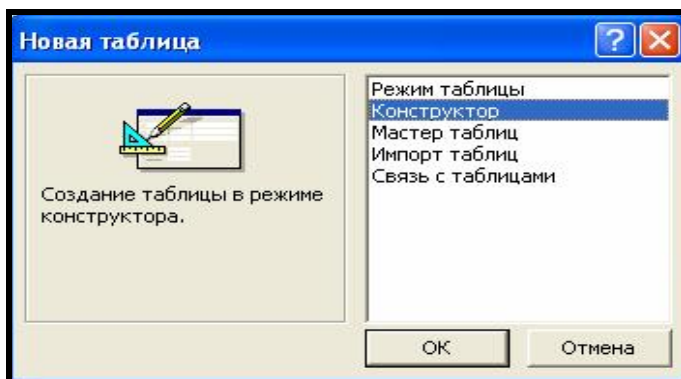 Новая таблица
Создание таблицы в режиме
конструктора.
Режим таблицы
Конструктор
Мастер таблиц
Импорт таблиц
Связь с таблицами
ОК
Отмена